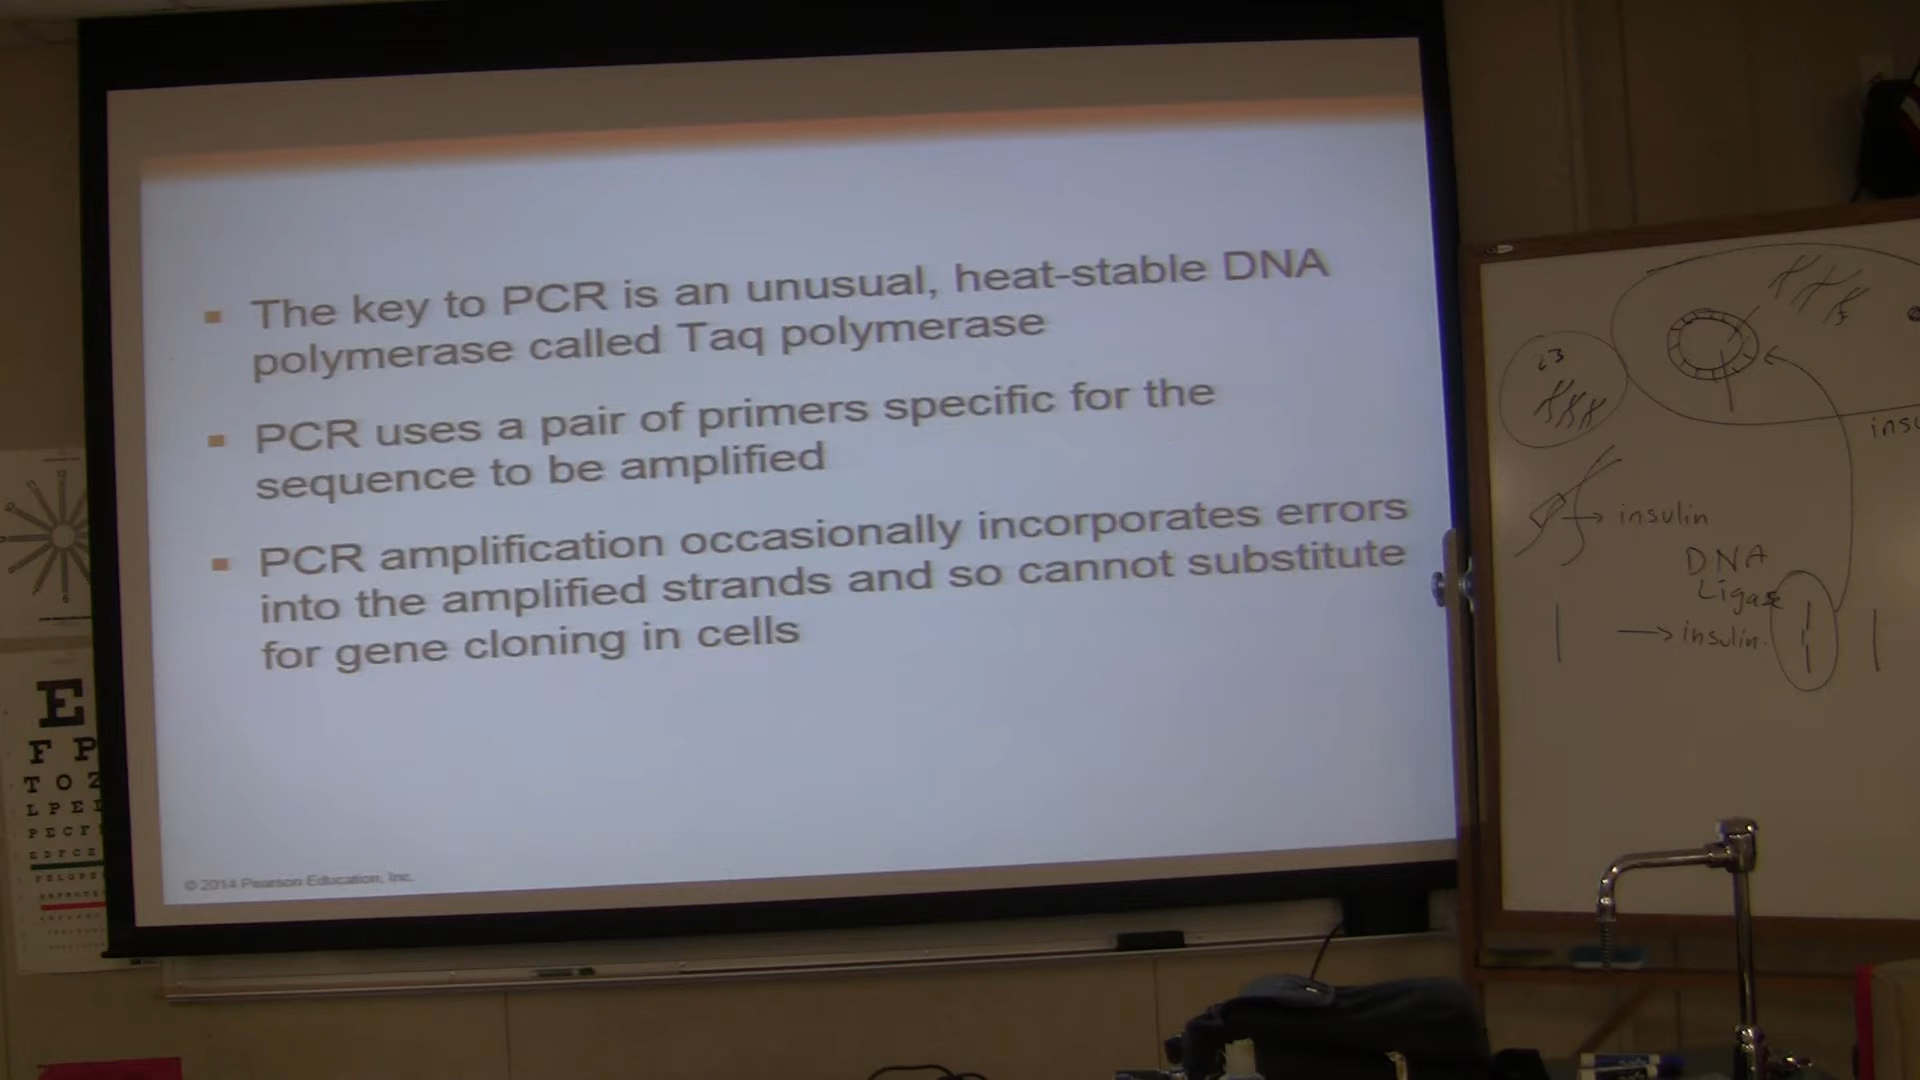 The key to PCR is an unusual, heat-stable DNA
polymerase called Taq polymerase
PCR uses a pair of primers specific for the
sequence to be amplified
PCR amplification occasionally incorporates errors
into the amplified strands and so cannot substitute
for gene cloning in cells
© 2014 Pearson Education, Inc.
23
insulin
DNA
Ligase
insulin.
E
F P
T O Z
L P E
P E C F
E D F C Z